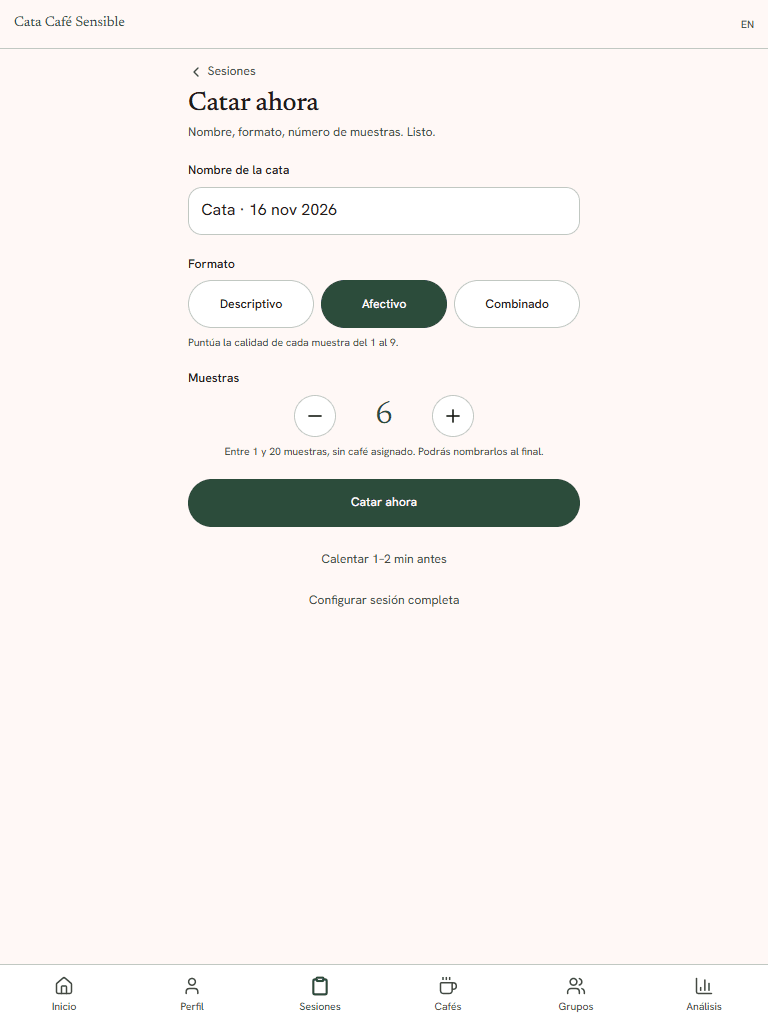 Cata Café Sensible
EN
Sesiones
Catar ahora
Nombre, formato, número de muestras. Listo.
Nombre de la cata
Cata · 16 nov 2026
Formato
Descriptivo
Afectivo
Combinado
Puntúa la calidad de cada muestra del 1 al 9.
Muestras
6
Entre 1 y 20 muestras, sin café asignado. Podrás nombrarlos al final.
Catar ahora
Calentar 1–2 min antes
Configurar sesión completa
Inicio
Perfil
Sesiones
Cafés
Grupos
Análisis